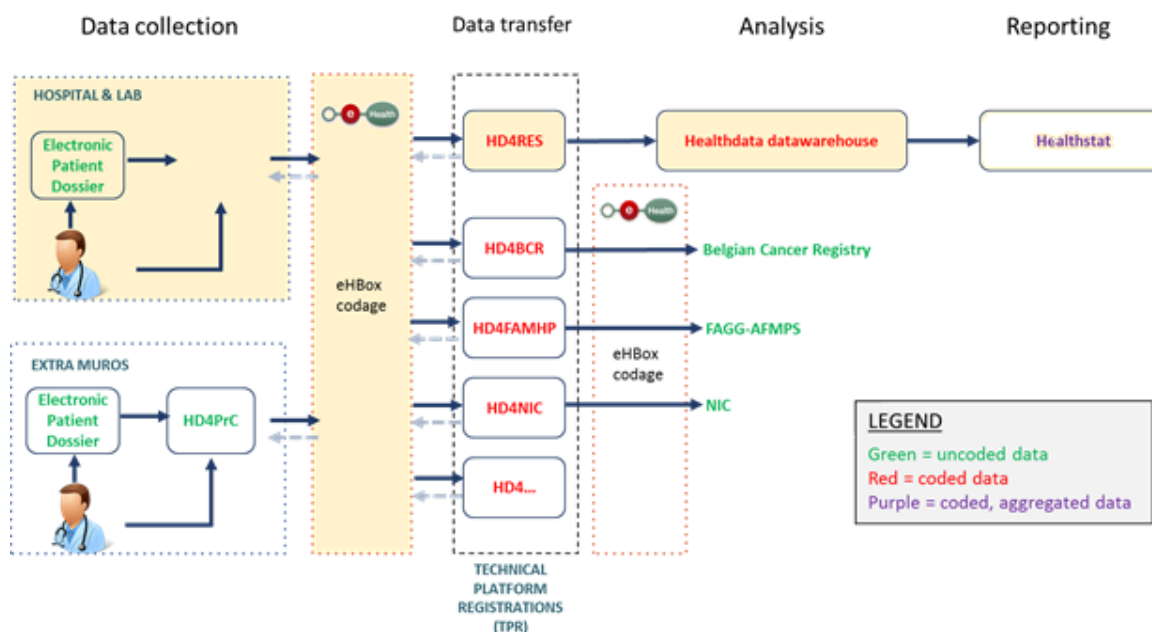 Data collection
Data transfer
Analysis
Reporting
HOSPITAL & LAB
Electronic
Patient
Dossier
e
Health
eHBox
codage
HD4RES
Healthdata datawarehouse
Healthstat
e
Health
HD4BCR
Belgian Cancer Registry
HD4FAMHP
FAGG-AFMPS
eHBox
codage
EXTRA MUROS
Electronic
Patient
Dossier
HD4PrC
HD4NIC
NIC
HD4...
TECHNICAL
PLATFORM
REGISTRATIONS
(TPR)
LEGEND
Green = uncoded data
Red = coded data
Purple = coded, aggregated data